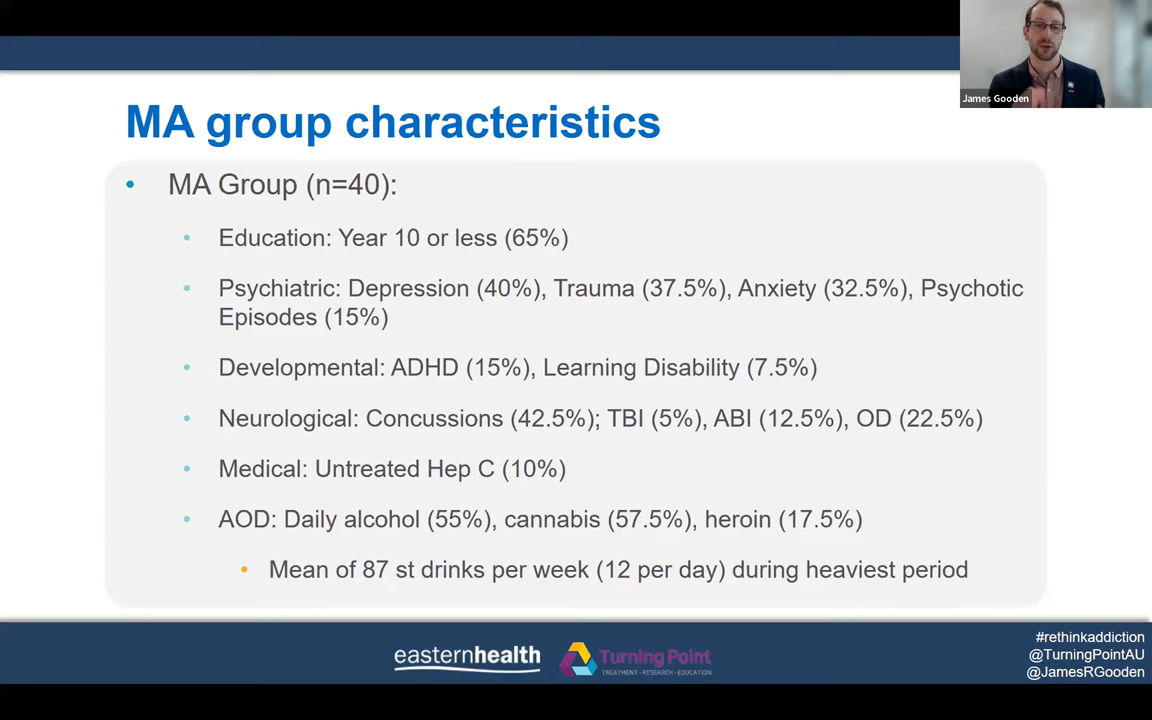 James Gooden
MA group characteristics
• MA Group (n=40):
• Education: Year 10 or less (65%)
• Psychiatric: Depression (40%), Trauma (37.5%), Anxiety (32.5%), Psychotic
Episodes (15%)
• Developmental: ADHD (15%), Learning Disability (7.5%)
• Neurological: Concussions (42.5%); TBI (5%), ABI (12.5%), OD (22.5%)
• Medical: Untreated Hep C (10%)
• AOD: Daily alcohol (55%), cannabis (57.5%), heroin (17.5%)
• Mean of 87 st drinks per week (12 per day) during heaviest period
easternhealth
Turning Point
TREATMENT • RESEARCH • EDUCATION
#rethinkaddiction
@TurningPointAU
@JamesRGooden